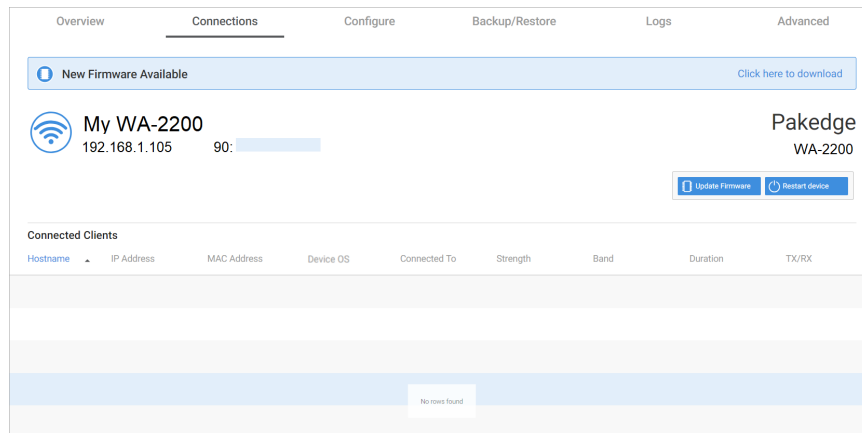 Overview Connections Configure Backup/Restore Logs Advanced
New Firmware Available Click here to download
My WA-2200 Pakedge
192.168.1.105 90: WA-2200
Update Firmware Restart device
Connected Clients
Hostname IP Address MAC Address Device OS Connected To Strength Band Duration TX/RX
No rows found